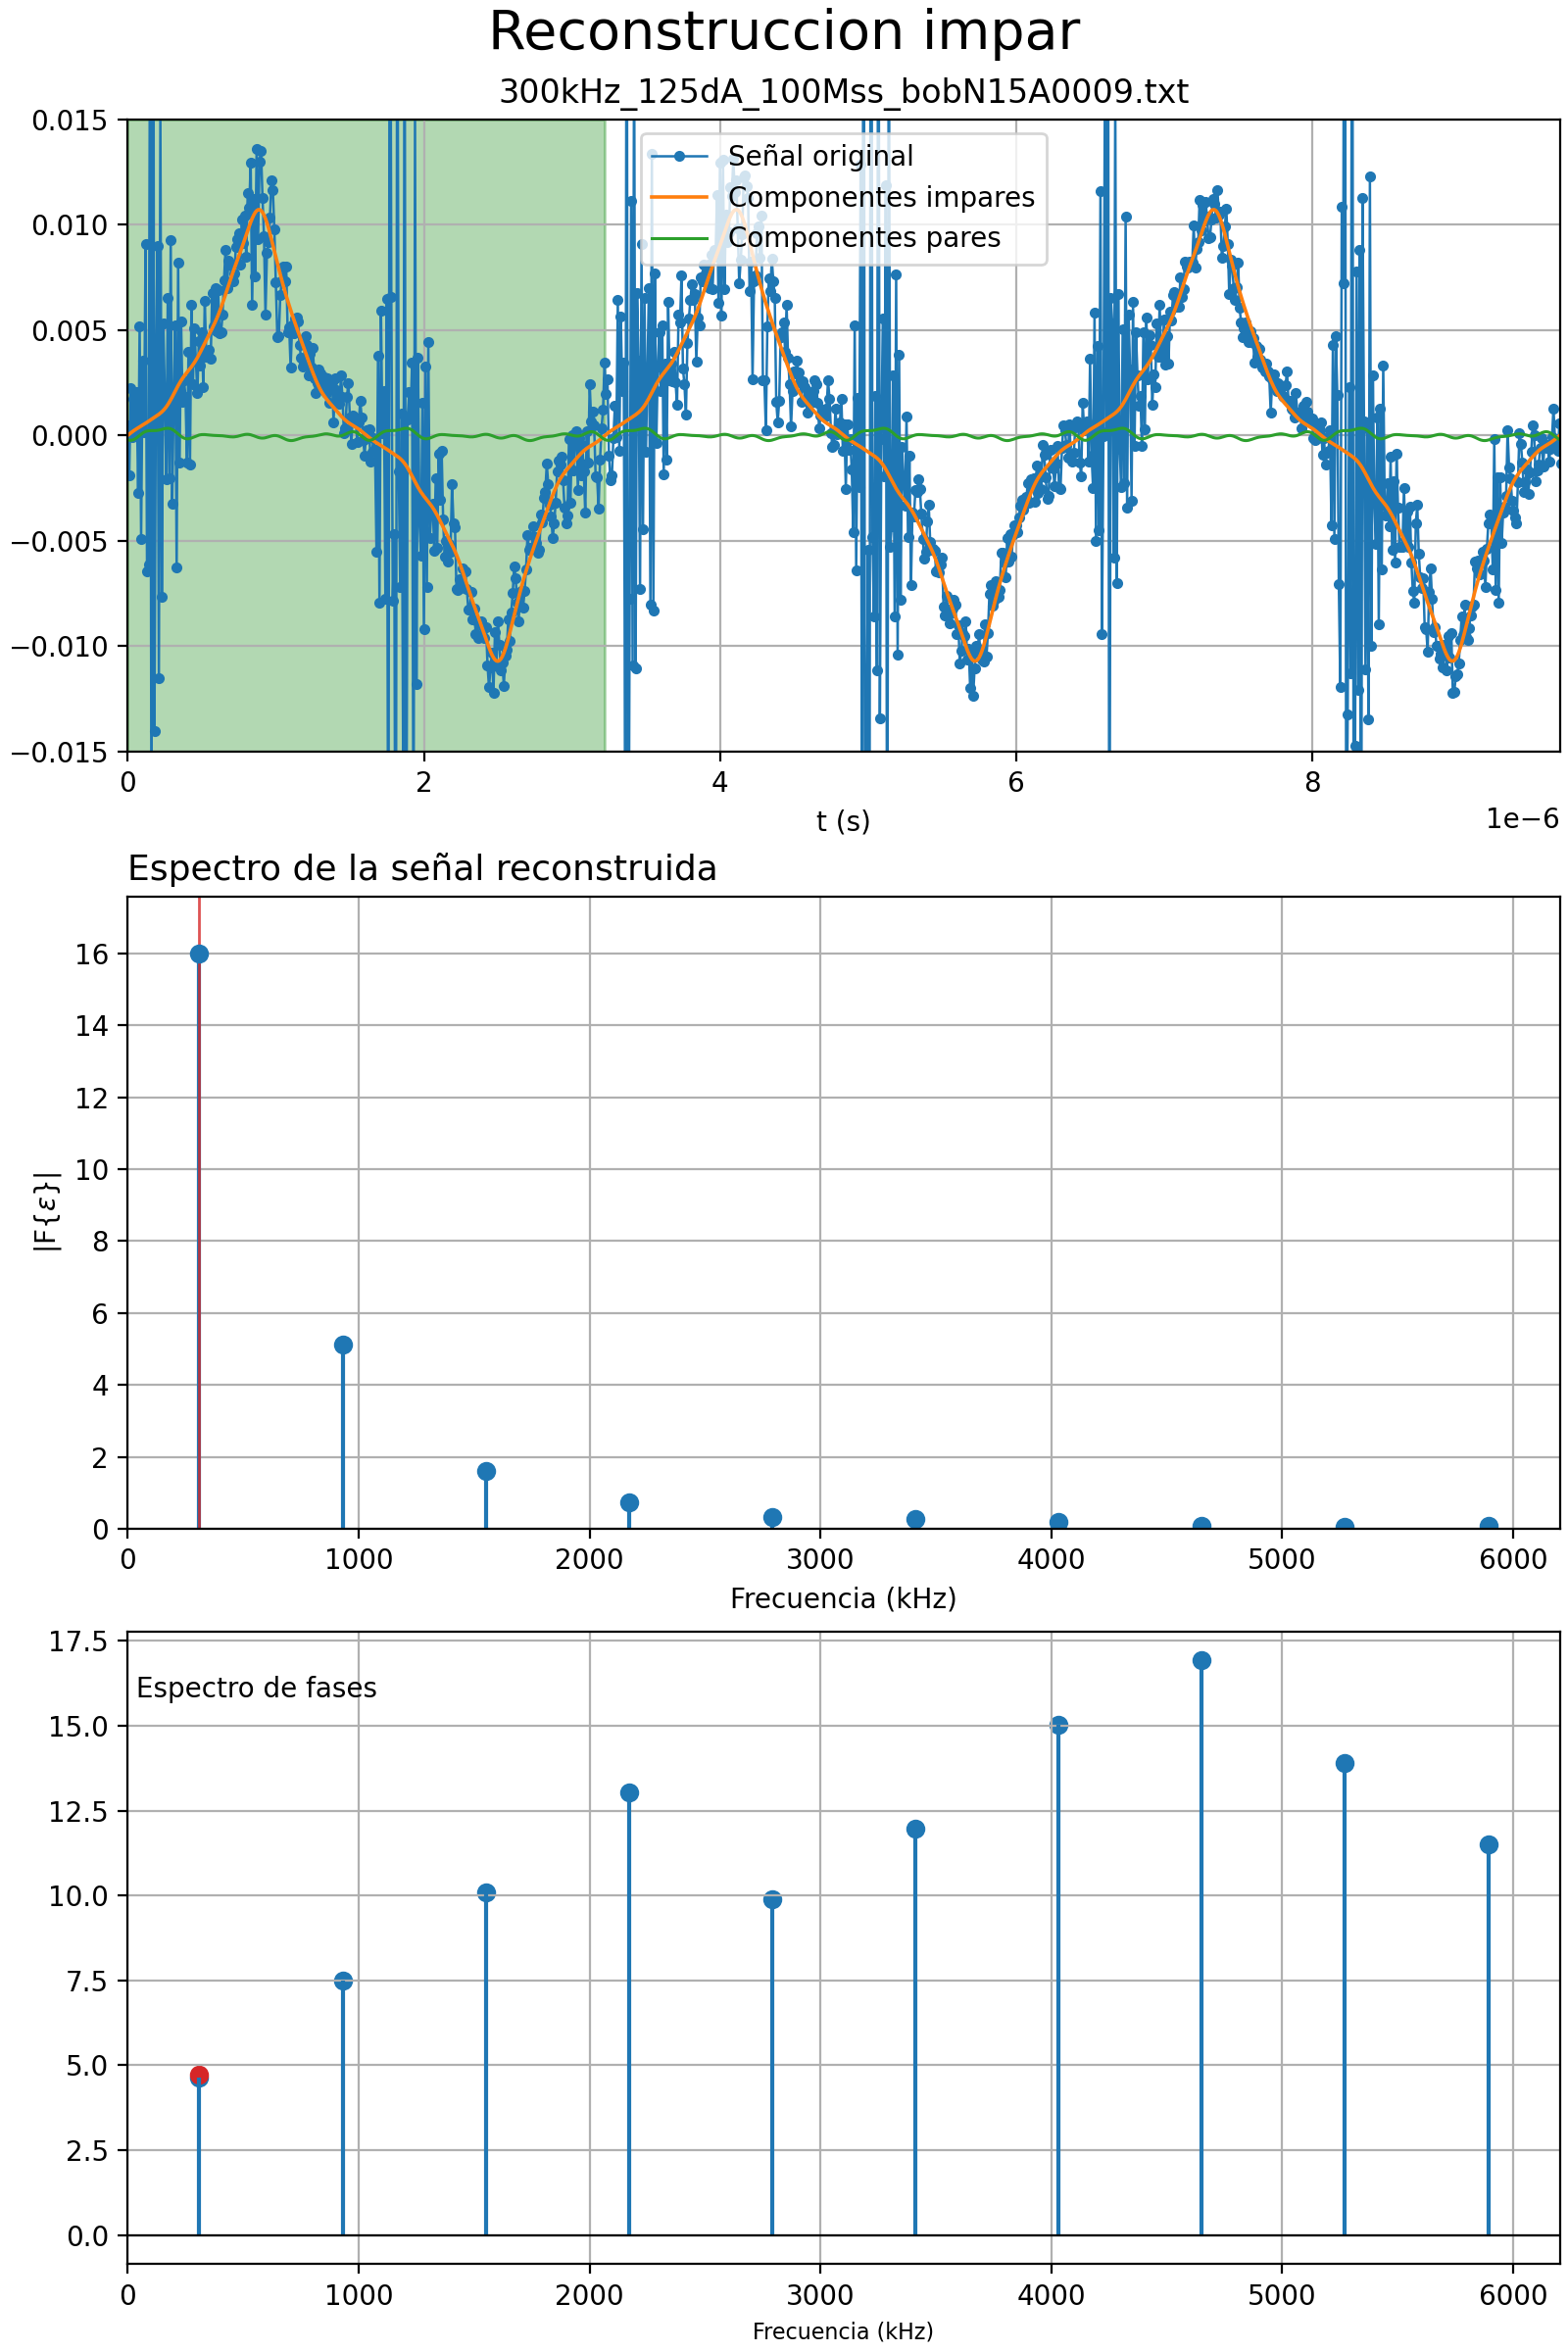 Reconstruccion impar
300kHz_125dA_100Mss_bobN15A0009.txt
0.015
0.010
0.005
0.000
−0.005
−0.010
−0.015
Señal original
Componentes impares
Componentes pares
0 2 4 6 8
t (s)
1e−6
Espectro de la señal reconstruida
16
14
12
10
8
6
4
2
0
|F{ε}|
0 1000 2000 3000 4000 5000 6000
Frecuencia (kHz)
17.5
15.0
12.5
10.0
7.5
5.0
2.5
0.0
Espectro de fases
0 1000 2000 3000 4000 5000 6000
Frecuencia (kHz)